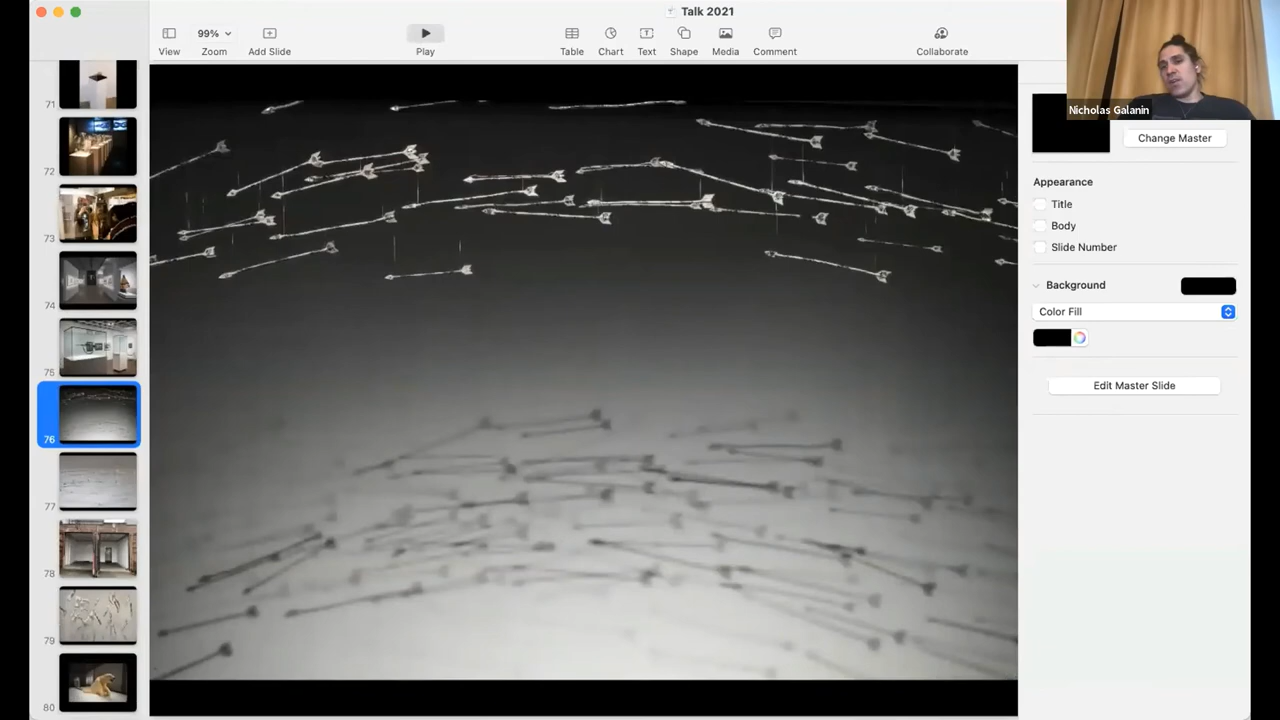 Talk 2021
99%
View
Zoom
Add Slide
Play
Table
Chart
Text
Shape
Media
Comment
Collaborate
Nicholas Galanin
71
72
73
74
75
76
77
78
79
80
Change Master
Appearance
Title
Body
Slide Number
Background
Color Fill
Edit Master Slide